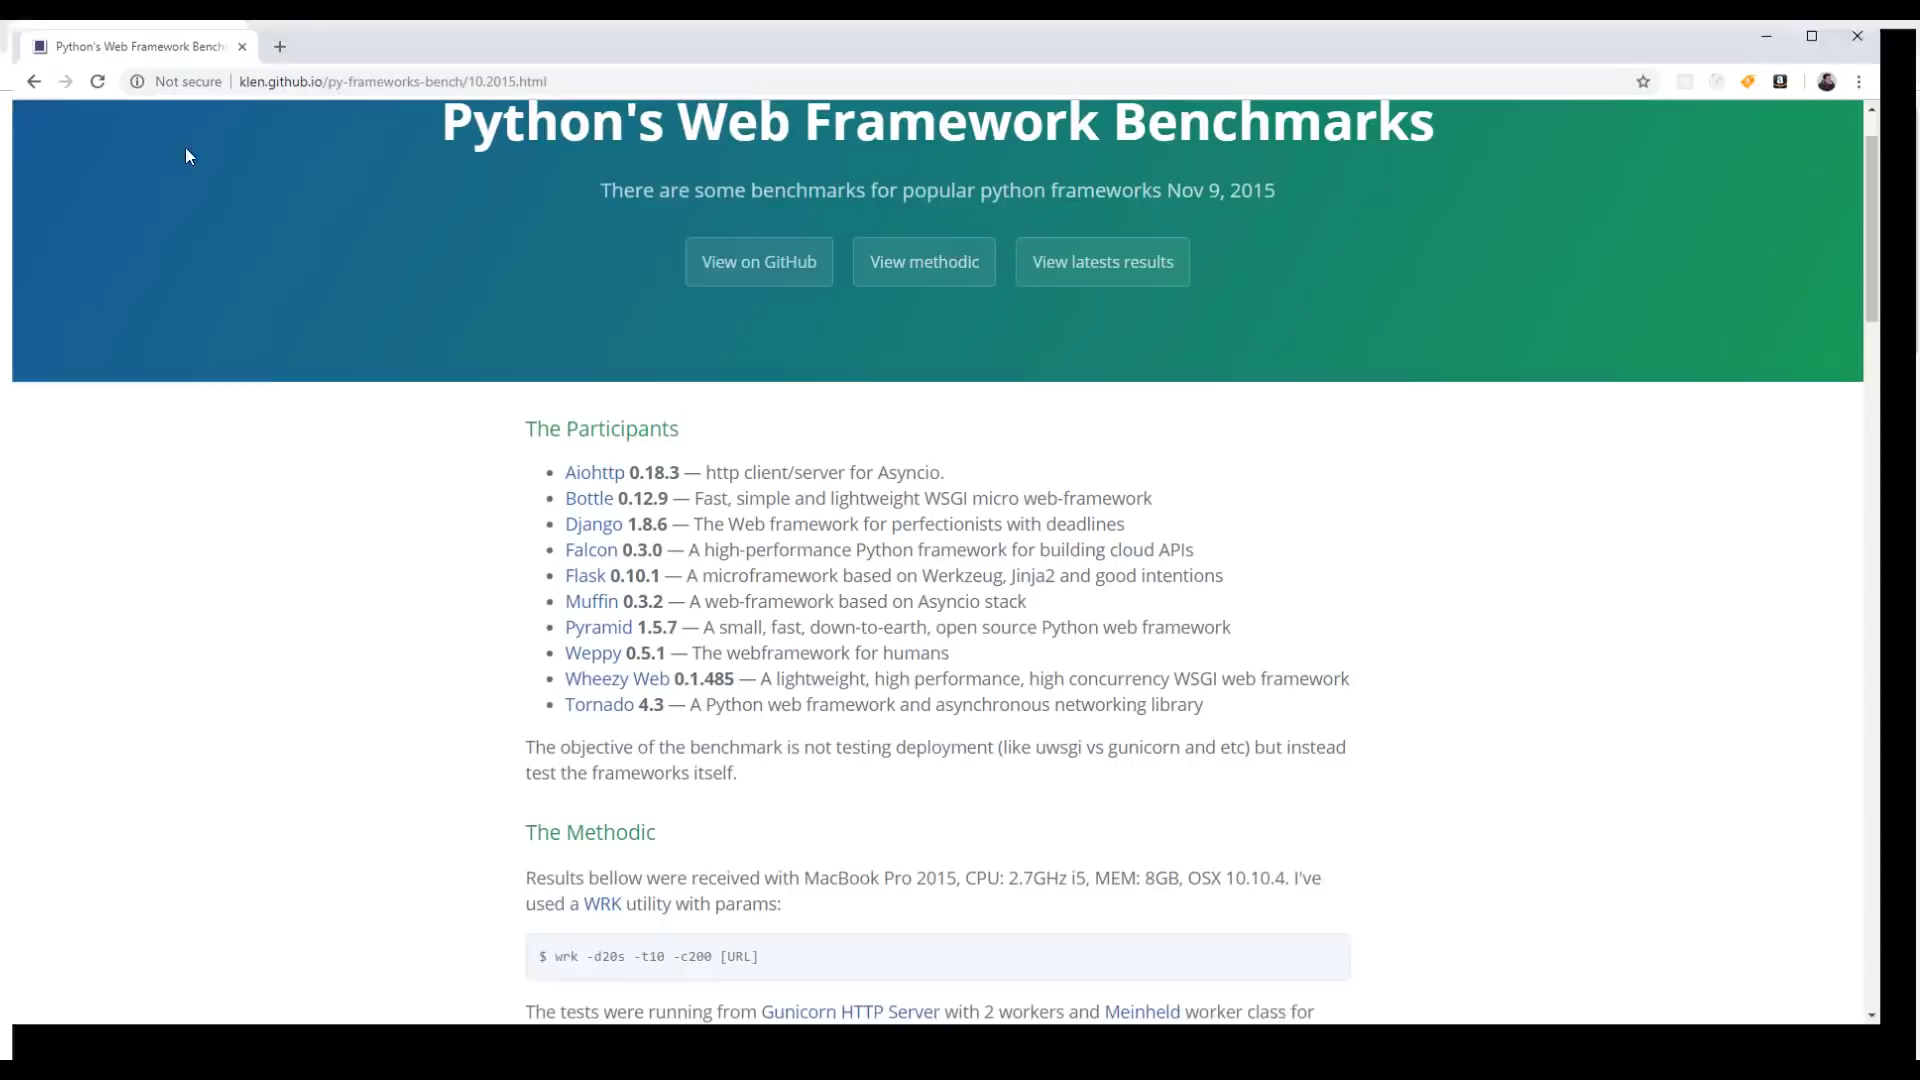 Python's Web Framework Bench
Not secure
klen.github.io/py-frameworks-bench/10.2015.html
Python's Web Framework Benchmarks
There are some benchmarks for popular python frameworks Nov 9, 2015
View on GitHub
View methodic
View latests results
The Participants
Aiohttp 0.18.3 — http client/server for Asyncio.
Bottle 0.12.9 — Fast, simple and lightweight WSGI micro web-framework
Django 1.8.6 — The Web framework for perfectionists with deadlines
Falcon 0.3.0 — A high-performance Python framework for building cloud APIs
Flask 0.10.1 — A microframework based on Werkzeug, Jinja2 and good intentions
Muffin 0.3.2 — A web-framework based on Asyncio stack
Pyramid 1.5.7 — A small, fast, down-to-earth, open source Python web framework
Weppy 0.5.1 — The webframework for humans
Wheezy Web 0.1.485 — A lightweight, high performance, high concurrency WSGI web framework
Tornado 4.3 — A Python web framework and asynchronous networking library
The objective of the benchmark is not testing deployment (like uwsgi vs gunicorn and etc) but instead
test the frameworks itself.
The Methodic
Results bellow were received with MacBook Pro 2015, CPU: 2.7GHz i5, MEM: 8GB, OSX 10.10.4. I've
used a WRK utility with params:
$ wrk -d20s -t10 -c200 [URL]
The tests were running from Gunicorn HTTP Server with 2 workers and Meinheld worker class for